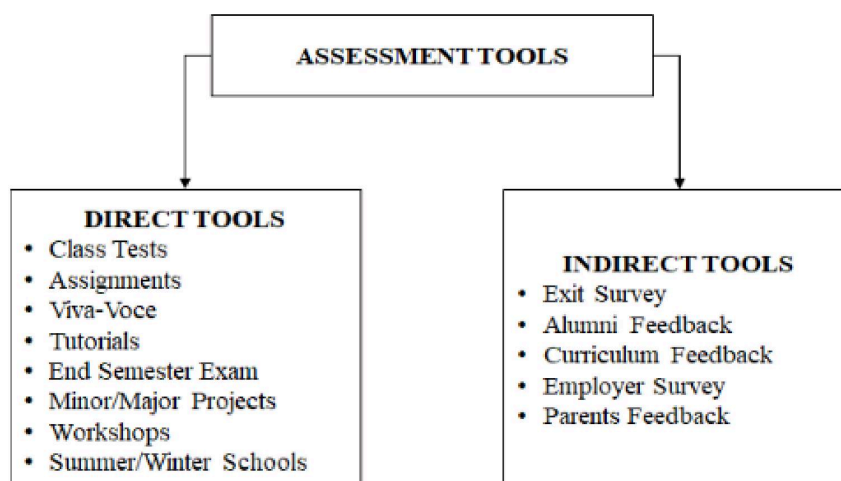 ASSESSMENT TOOLS
DIRECT TOOLS
• Class Tests
• Assignments
• Viva-Voce
• Tutorials
• End Semester Exam
• Minor/Major Projects
• Workshops
• Summer/Winter Schools
INDIRECT TOOLS
• Exit Survey
• Alumni Feedback
• Curriculum Feedback
• Employer Survey
• Parents Feedback